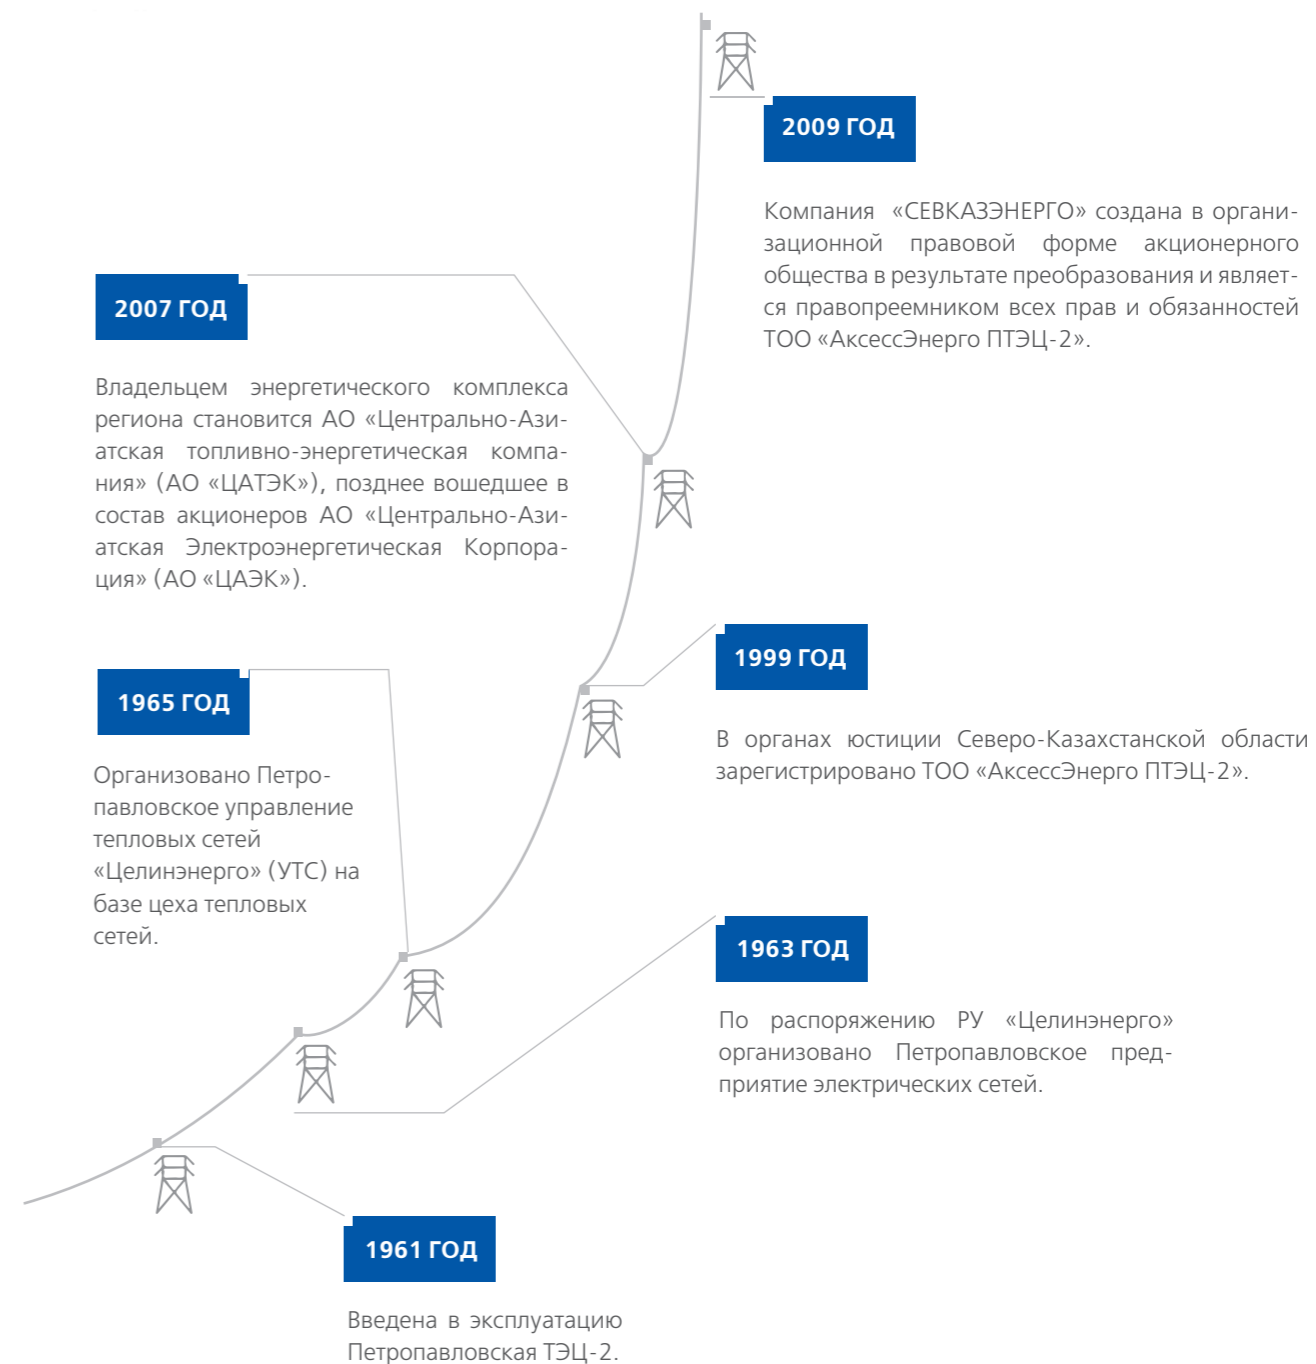 2009 ГОД
Компания «СЕВКАЗЭНЕРГО» создана в органи-
зационной правовой форме акционерного
общества в результате преобразования и являет-
ся правопреемником всех прав и обязанностей
ТОО «АксессЭнерго ПТЭЦ-2».
2007 ГОД
Владельцем энергетического комплекса
региона становится АО «Центрально-Ази-
атская топливно-энергетическая компа-
ния» (АО «ЦАТЭК»), позднее вошедшее в
состав акционеров АО «Центрально-Ази-
атская Электроэнергетическая Корпора-
ция» (АО «ЦАЭК»).
1999 ГОД
В органах юстиции Северо-Казахстанской области
зарегистрировано ТОО «АксессЭнерго ПТЭЦ-2».
1965 ГОД
Организовано Петро-
павловское управление
тепловых сетей
«Целинэнерго» (УТС) на
базе цеха тепловых
сетей.
1963 ГОД
По распоряжению РУ «Целинэнерго»
организовано Петропавловское пред-
приятие электрических сетей.
1961 ГОД
Введена в эксплуатацию
Петропавловская ТЭЦ-2.